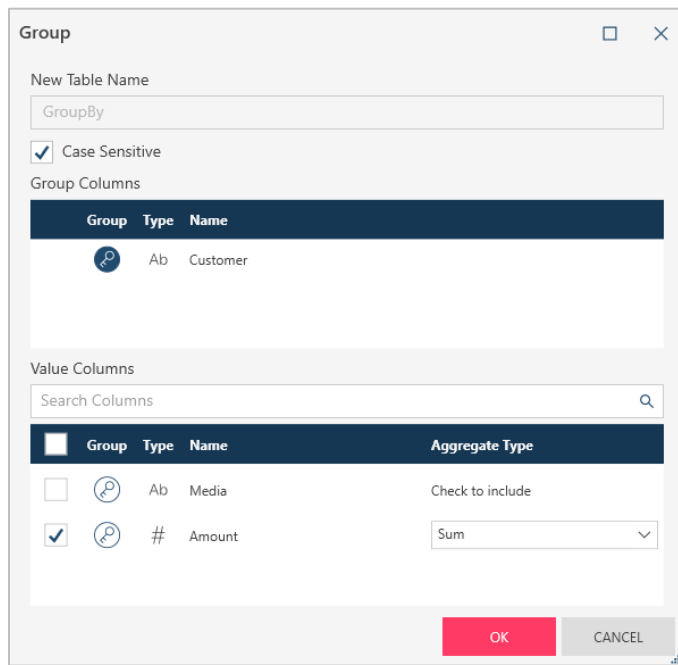 Group
New Table Name
GroupBy
Case Sensitive
Group Columns
Group Type Name
Ab Customer
Value Columns
Search Columns
Group Type Name Aggregate Type
Ab Media Check to include
# Amount Sum
OK CANCEL